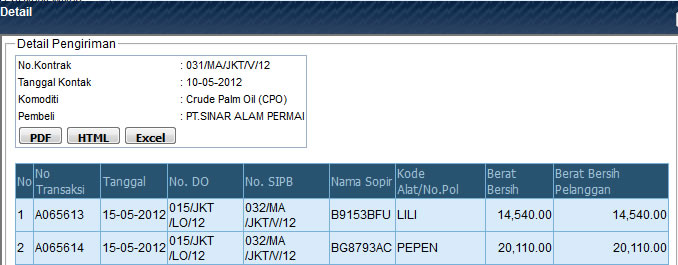 Detail
Detail Pengiriman
No.Kontrak : 031/MA/JKT/V/12
Tanggal Kontak : 10-05-2012
Komoditi : Crude Palm Oil (CPO)
Pembeli : PT.SINAR ALAM PERMAI
PDF HTML Excel
No No Transaksi Tanggal No. DO No. SIPB Nama Sopir Kode Alat/No.Pol Berat Bersih Berat Bersih Pelanggan
1 A065613 15-05-2012 015/JKT /LO/12 032/MA /JKT/V/12 B9153BFU LILI 14,540.00 14,540.00
2 A065614 15-05-2012 015/JKT /LO/12 032/MA /JKT/V/12 BG8793AC PEPEN 20,110.00 20,110.00